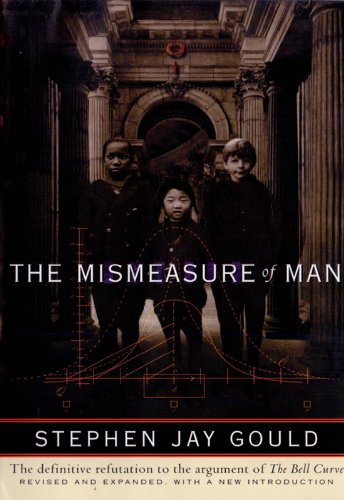 THE MISMEASURE of MAN
STEPHEN JAY GOULD
The definitive refutation to the argument of The Bell Curve
REVISED AND EXPANDED, WITH A NEW INTRODUCTION